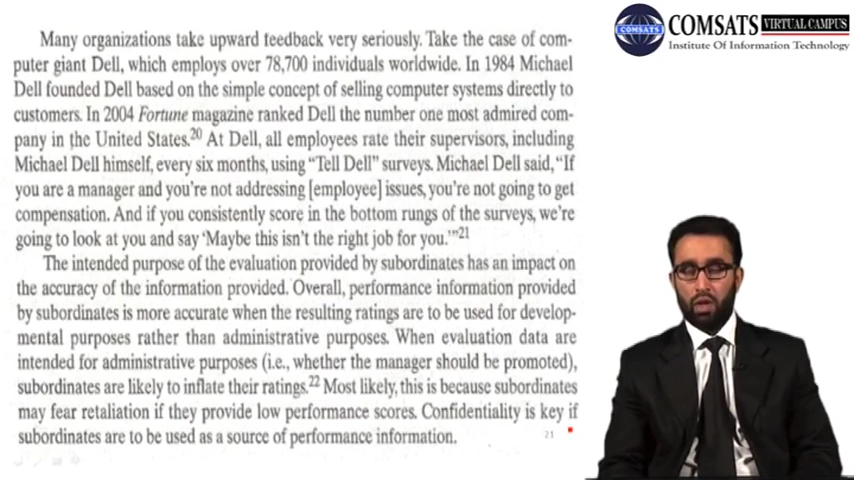 COMSATS VIRTUAL CAMPUS
COMSATS
Institute Of Information Technology
Many organizations take upward feedback very seriously. Take the case of com-
puter giant Dell, which employs over 78,700 individuals worldwide. In 1984 Michael
Dell founded Dell based on the simple concept of selling computer systems directly to
customers. In 2004 Fortune magazine ranked Dell the number one most admired com-
pany in the United States.20 At Dell, all employees rate their supervisors, including
Michael Dell himself, every six months, using “Tell Dell” surveys. Michael Dell said, “If
you are a manager and you're not addressing [employee] issues, you're not going to get
compensation. And if you consistently score in the bottom rungs of the surveys, we're
going to look at you and say ‘Maybe this isn't the right job for you.’”21
The intended purpose of the evaluation provided by subordinates has an impact on
the accuracy of the information provided. Overall, performance information provided
by subordinates is more accurate when the resulting ratings are to be used for develop-
mental purposes rather than administrative purposes. When evaluation data are
intended for administrative purposes (i.e., whether the manager should be promoted),
subordinates are likely to inflate their ratings.22 Most likely, this is because subordinates
may fear retaliation if they provide low performance scores. Confidentiality is key if
subordinates are to be used as a source of performance information.
21